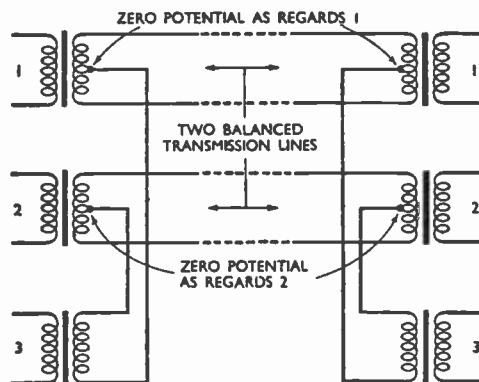 ZERO POTENTIAL AS REGARDS 1
1
1
TWO BALANCED
TRANSMISSION LINES
2
2
ZERO POTENTIAL
AS REGARDS 2
3
3